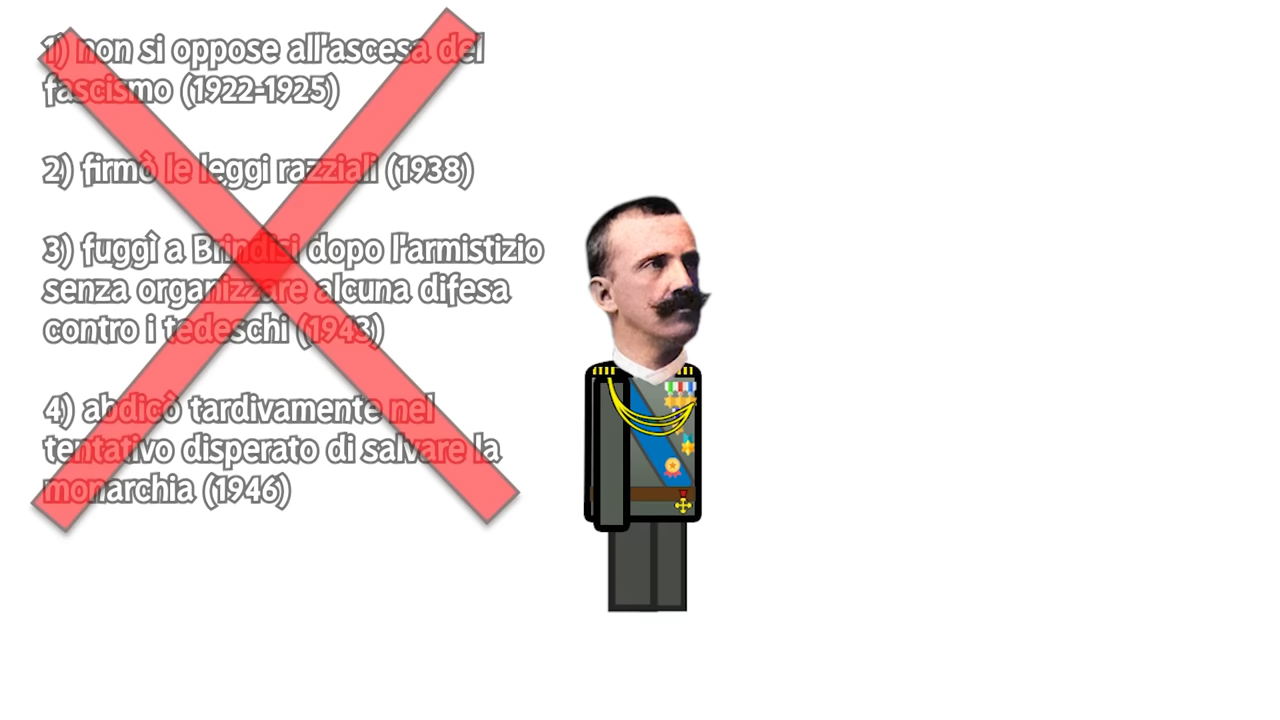 1) non si oppose all'ascesa del
fascismo (1922-1925)
2) firmò le leggi razziali (1938)
3) fuggì a Brindisi dopo l'armistizio
senza organizzare alcuna difesa
contro i tedeschi (1943)
4) abdicò tardivamente nel
tentativo disperato di salvare la
monarchia (1946)